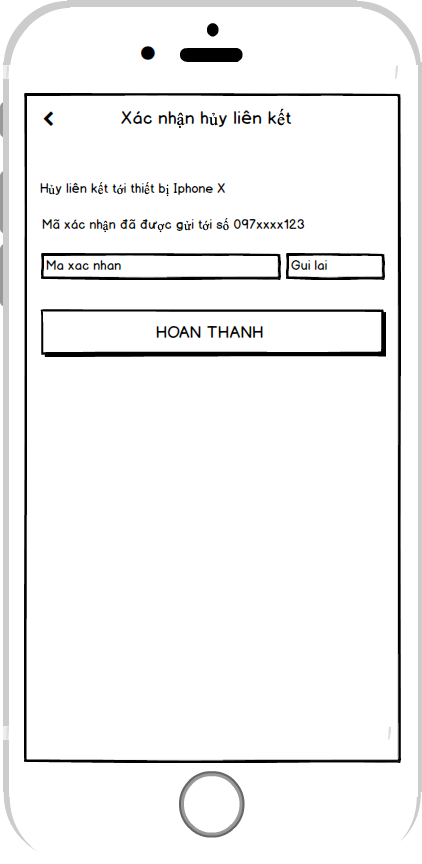 Xác nhận hủy liên kết
Hủy liên kết tới thiết bị Iphone X
Mã xác nhận đã được gửi tới số 097xxxx123
Ma xac nhan
Gui lai
HOAN THANH